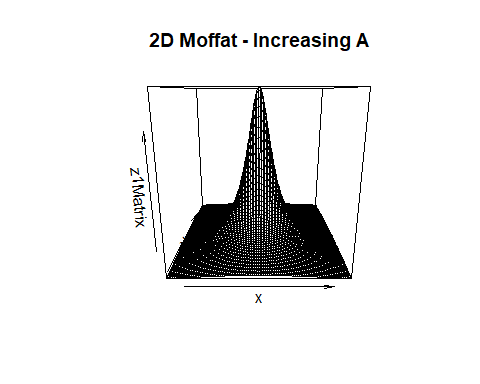 2D Moffat - Increasing A
z1Matrix
X